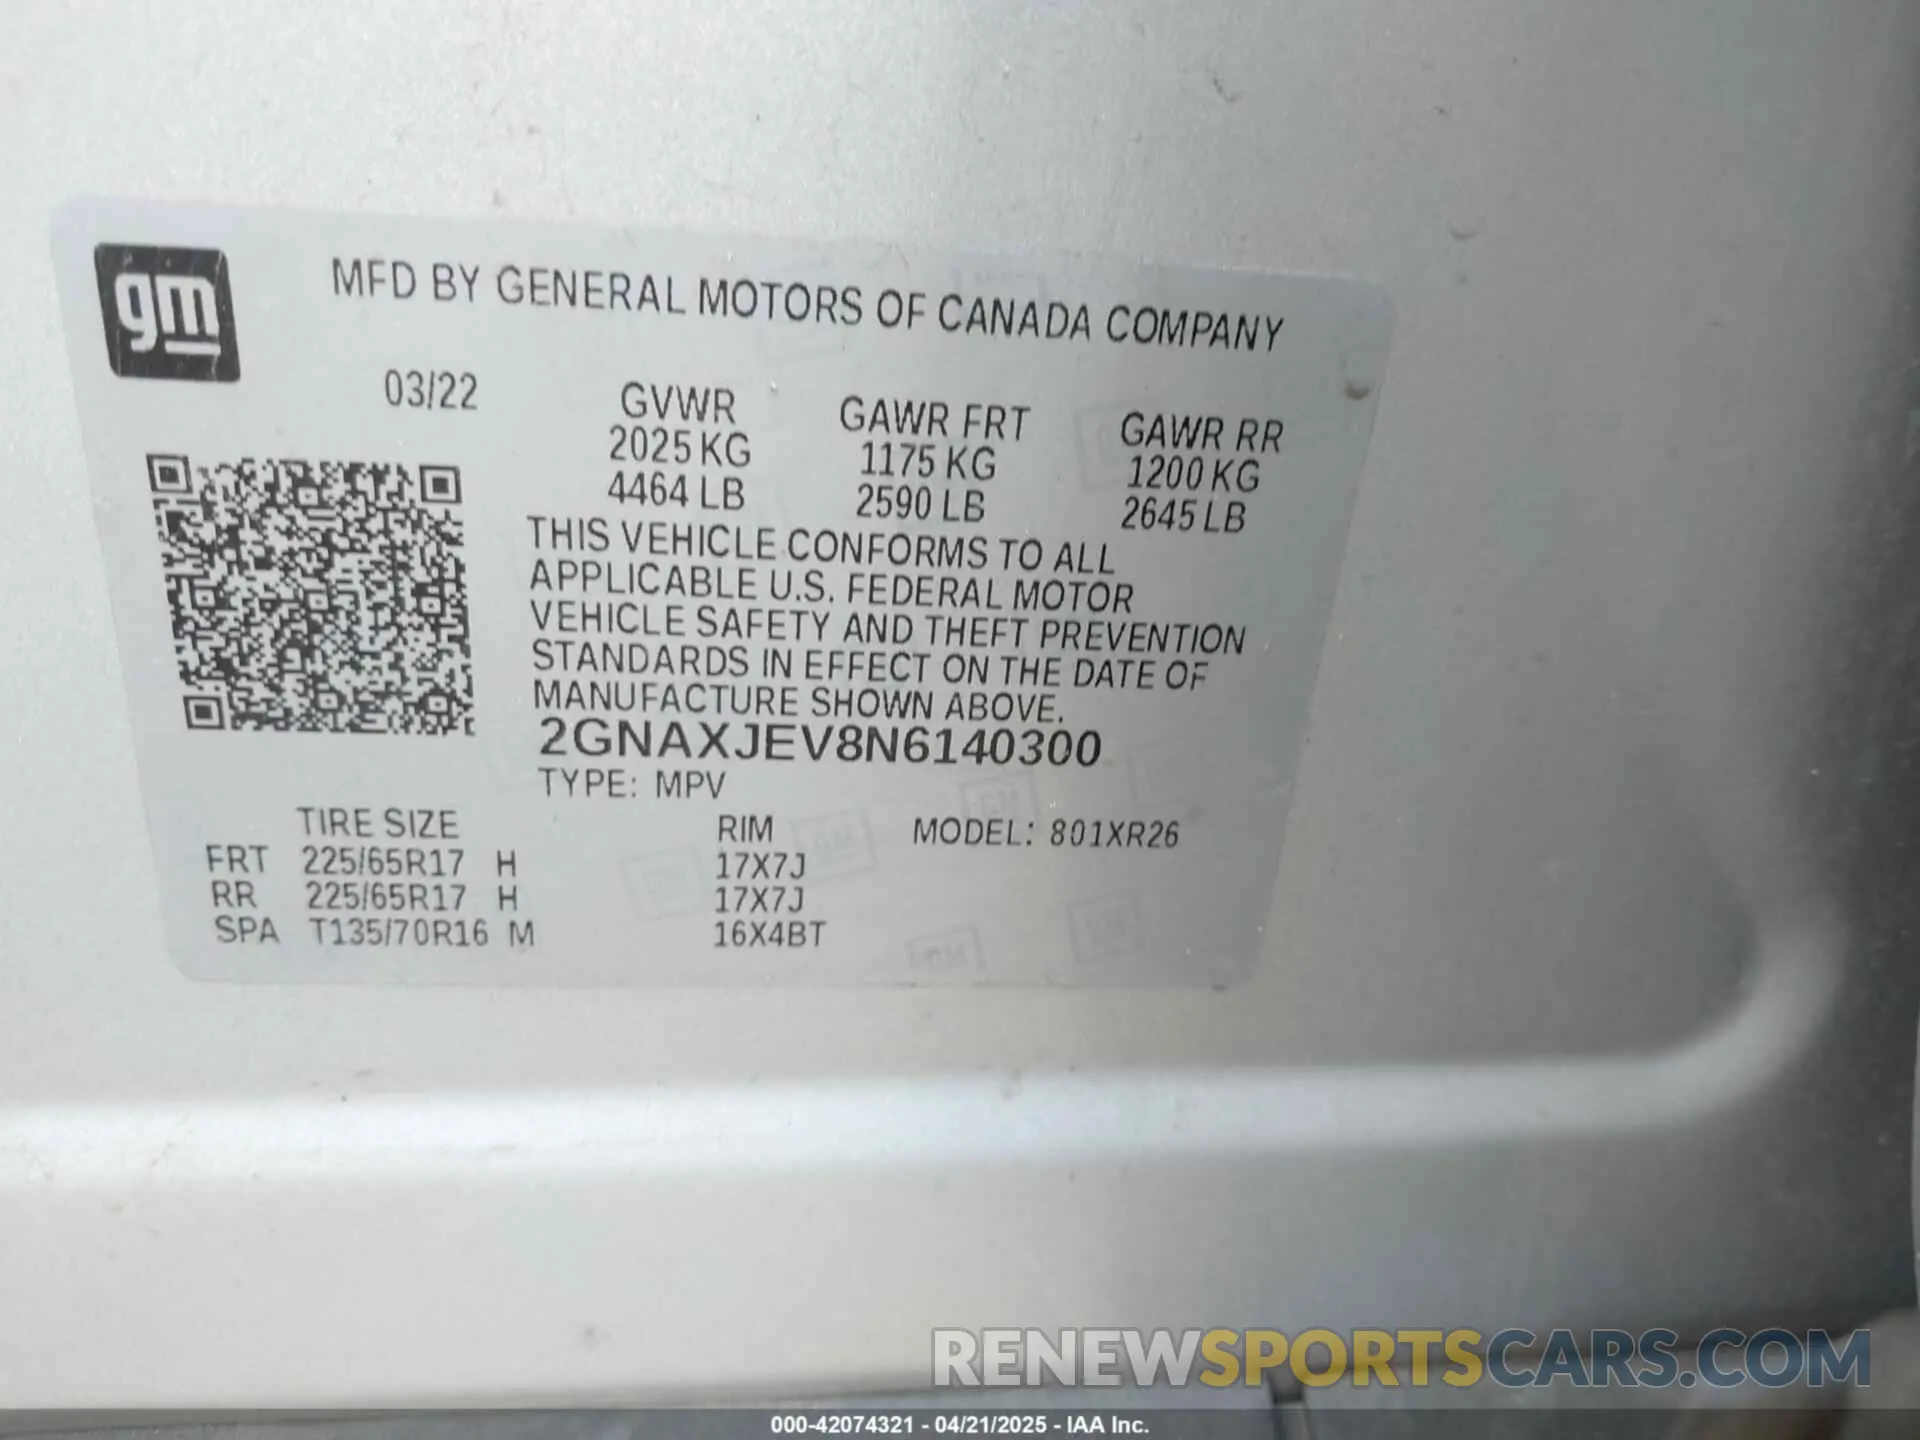 gm
MFD BY GENERAL MOTORS OF CANADA COMPANY
03/22
GVWR GAWR FRT GAWR RR
2025 KG 1175 KG 1200 KG
4464 LB 2590 LB 2645 LB
THIS VEHICLE CONFORMS TO ALL
APPLICABLE U.S. FEDERAL MOTOR
VEHICLE SAFETY AND THEFT PREVENTION
STANDARDS IN EFFECT ON THE DATE OF
MANUFACTURE SHOWN ABOVE.
2GNAXJEV8N6140300
TYPE: MPV
TIRE SIZE RIM MODEL: 801XR26
FRT 225/65R17 H 17X7J
RR 225/65R17 H 17X7J
SPA T135/70R16 M 16X4BT
RENEWSPORTSCARS.COM
000-42074321 - 04/21/2025 - IAA Inc.